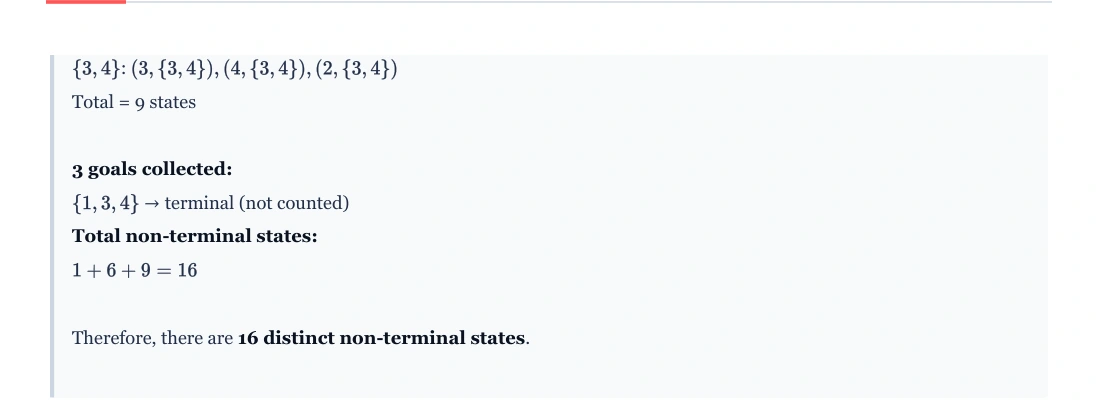 {3, 4}: (3, {3, 4}), (4, {3, 4}), (2, {3, 4})
Total = 9 states
3 goals collected:
{1, 3, 4} → terminal (not counted)
Total non-terminal states:
1 + 6 + 9 = 16
Therefore, there are 16 distinct non-terminal states.